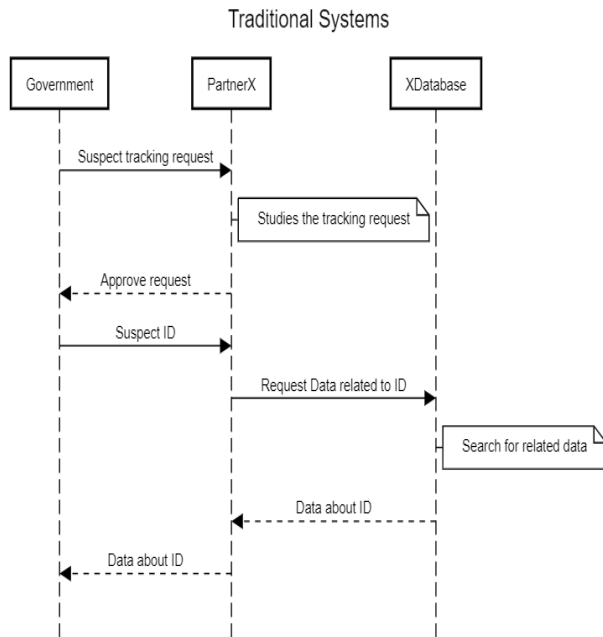 Traditional Systems
Government
PartnerX
XDatabase
Suspect tracking request
Studies the tracking request
Approve request
Suspect ID
Request Data related to ID
Search for related data
Data about ID
Data about ID